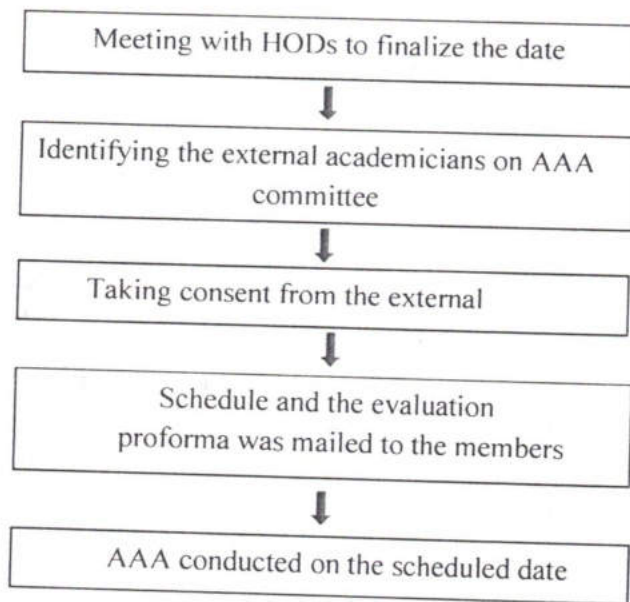 Meeting with HODs to finalize the date
Identifying the external academicians on AAA
committee
Taking consent from the external
Schedule and the evaluation
proforma was mailed to the members
AAA conducted on the scheduled date